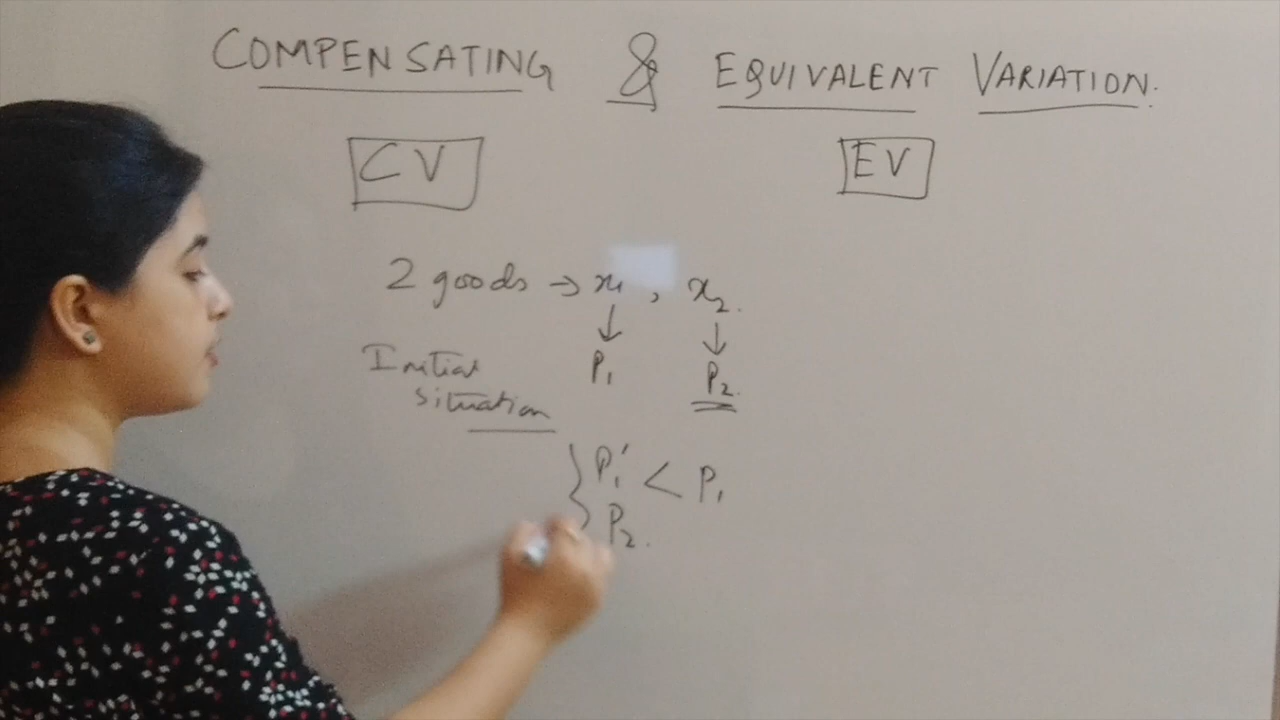 COMPENSATING & EQUIVALENT VARIATION.
CV EV
2 goods → x₁ , x₂.
↓ ↓
Initial P₁ P₂.
situation
} P₁' < P₁
P₂.